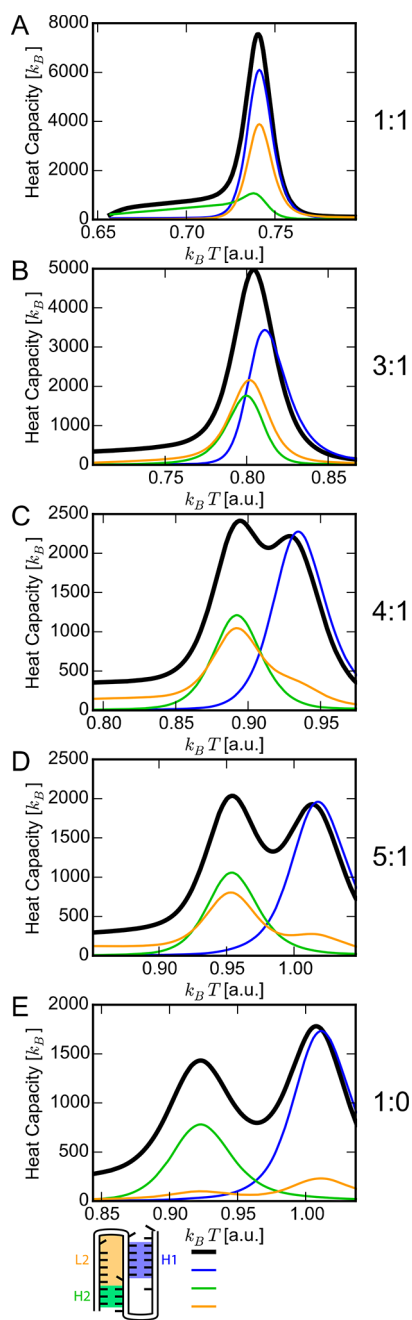 A
8000
6000
4000
2000
0
Heat Capacity [k_B]
0.65 0.70 0.75
k_B T [a.u.]
1:1
B
5000
4000
3000
2000
1000
0
Heat Capacity [k_B]
0.75 0.80 0.85
k_B T [a.u.]
3:1
C
2500
2000
1500
1000
500
0
Heat Capacity [k_B]
0.80 0.85 0.90 0.95
k_B T [a.u.]
4:1
D
2500
2000
1500
1000
500
0
Heat Capacity [k_B]
0.90 0.95 1.00
k_B T [a.u.]
5:1
E
2000
1500
1000
500
0
Heat Capacity [k_B]
0.85 0.90 0.95 1.00
k_B T [a.u.]
1:0
L2 H1
H2